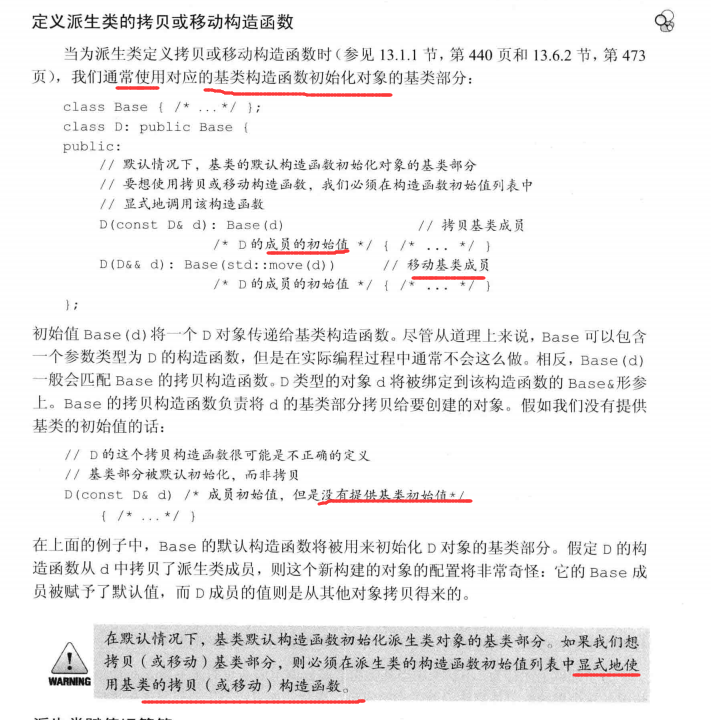 定义派生类的拷贝或移动构造函数
当为派生类定义拷贝或移动构造函数时（参见 13.1.1 节，第 440 页和 13.6.2 节，第 473
页），我们通常使用对应的基类构造函数初始化对象的基类部分：
class Base { /* ...*/ };
class D: public Base {
public:
// 默认情况下，基类的默认构造函数初始化对象的基类部分
// 要想使用拷贝或移动构造函数，我们必须在构造函数初始值列表中
// 显式地调用该构造函数
D(const D& d): Base(d) // 拷贝基类成员
/* D 的成员的初始值 */ { /* ... */ }
D(D&& d): Base(std::move(d)) // 移动基类成员
/* D 的成员的初始值 */ { /* ... */ }
};
初始值 Base(d)将一个 D 对象传递给基类构造函数。尽管从道理上来说，Base 可以包含
一个参数类型为 D 的构造函数，但是在实际编程过程中通常不会这么做。相反，Base(d)
一般会匹配 Base 的拷贝构造函数。D 类型的对象 d 将被绑定到该构造函数的 Base&形参
上。Base 的拷贝构造函数负责将 d 的基类部分拷贝给要创建的对象。假如我们没有提供
基类的初始值的话：
// D 的这个拷贝构造函数很可能是不正确的定义
// 基类部分被默认初始化，而非拷贝
D(const D& d) /* 成员初始值，但是没有提供基类初始值*/
{ /* ... */ }
在上面的例子中，Base 的默认构造函数将被用来初始化 D 对象的基类部分。假定 D 的构
造函数从 d 中拷贝了派生类成员，则这个新构建的对象的配置将非常奇怪：它的 Base 成
员被赋予了默认值，而 D 成员的值则是从其他对象拷贝得来的。
在默认情况下，基类默认构造函数初始化派生类对象的基类部分。如果我们想
拷贝（或移动）基类部分，则必须在派生类的构造函数初始值列表中显式地使
WARNING
用基类的拷贝（或移动）构造函数。